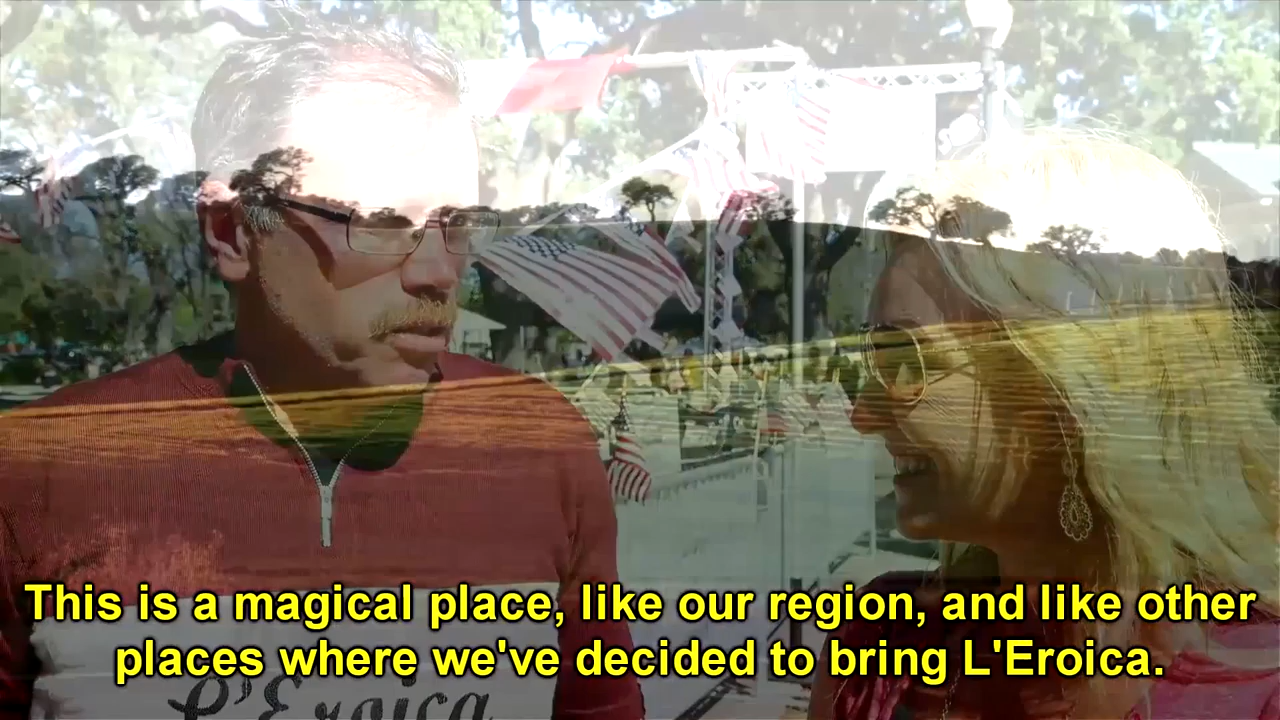 This is a magical place, like our region, and like other
places where we've decided to bring L'Eroica.
L'Eroica